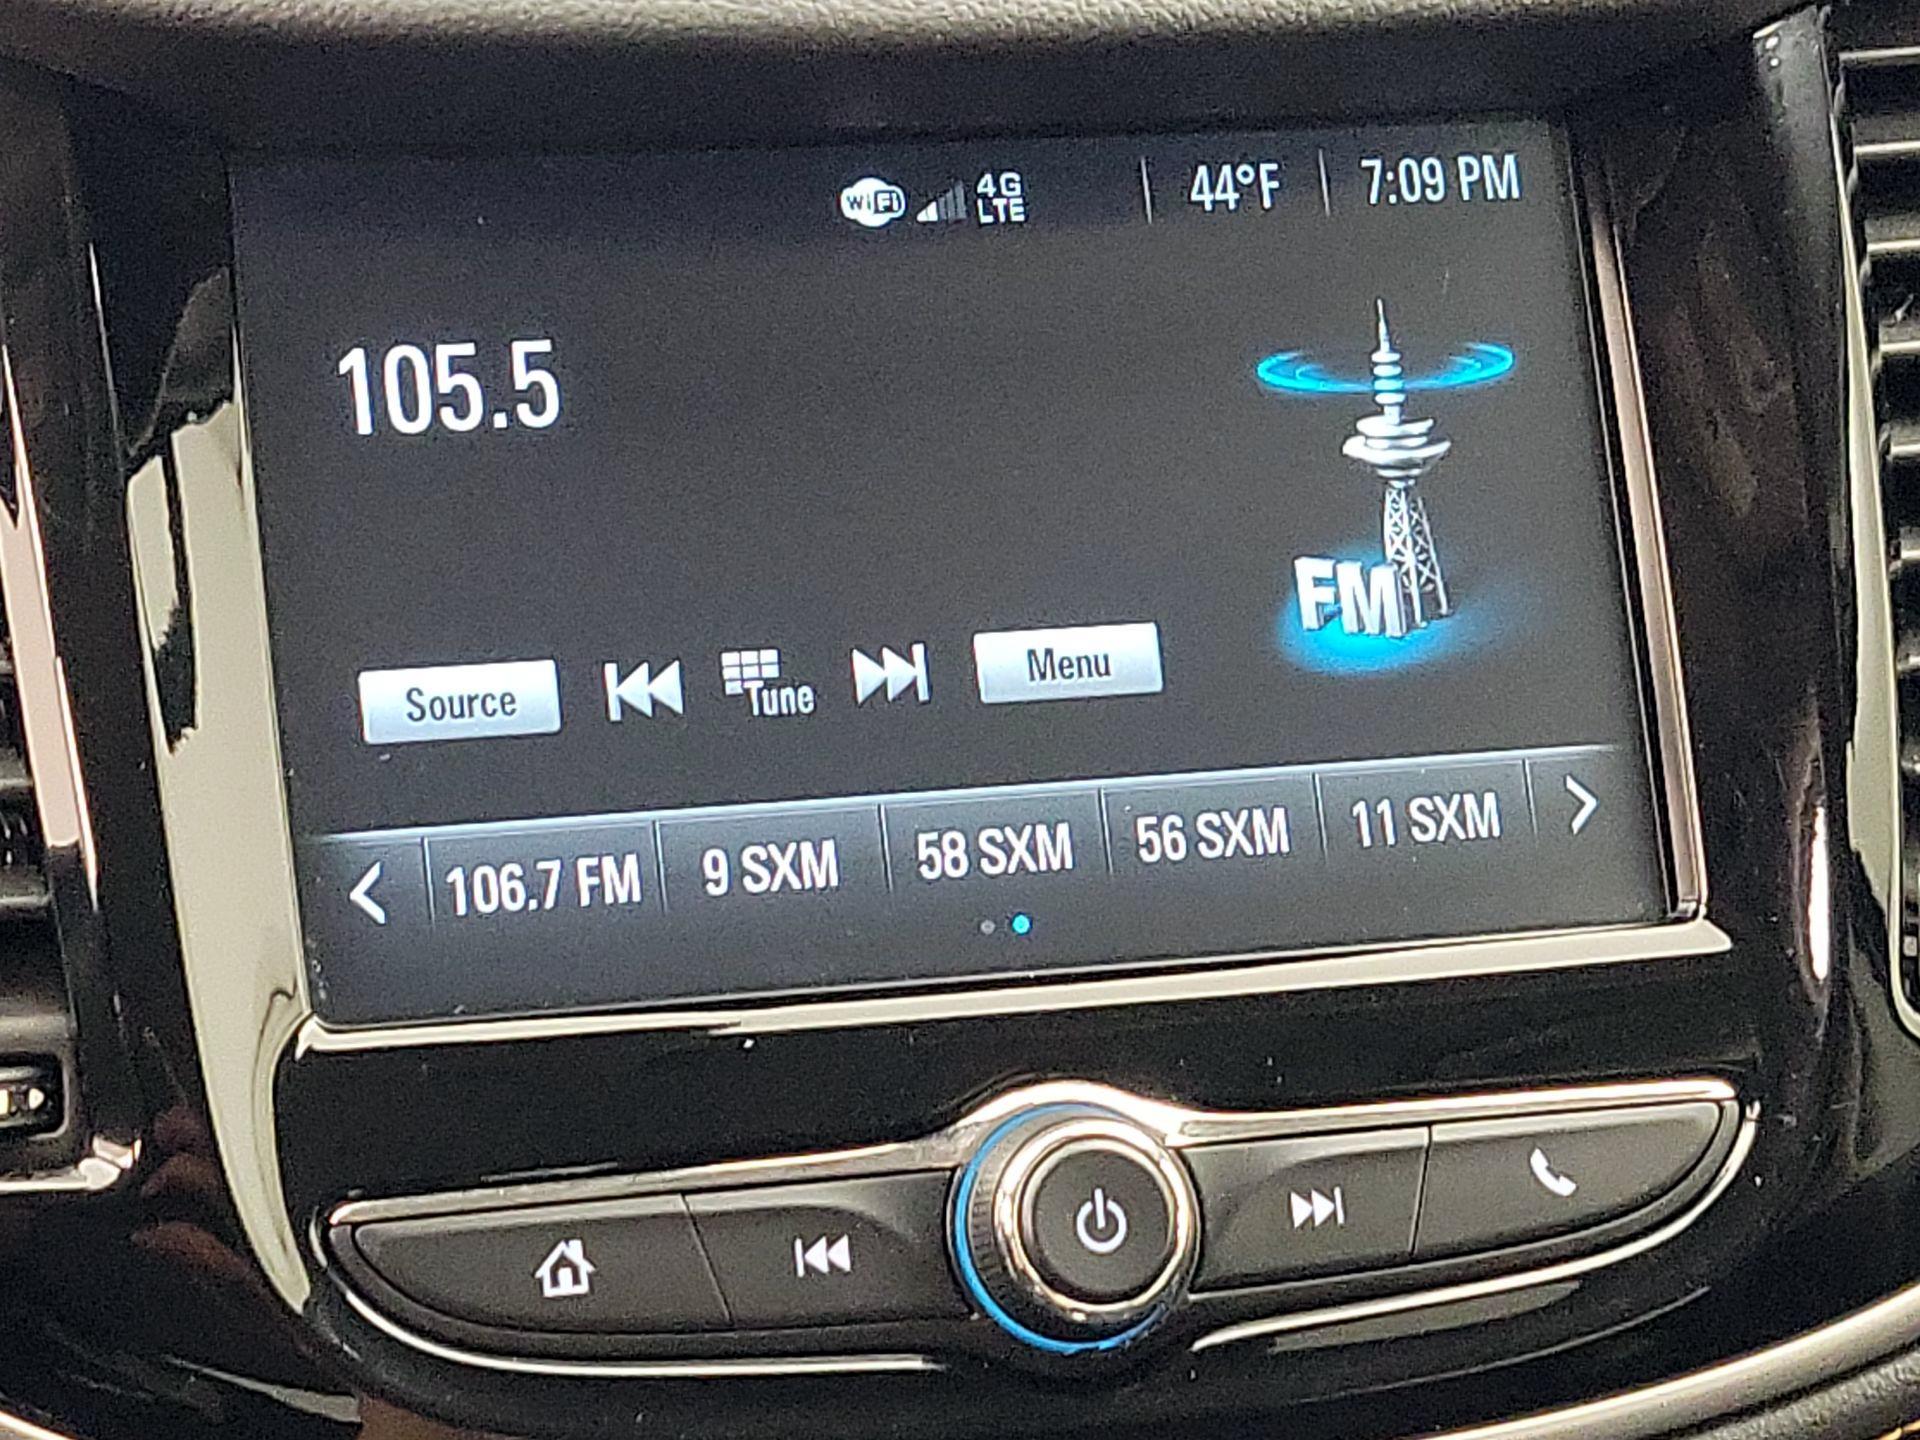 WiFi 4G LTE 44°F 7:09 PM
105.5
FM
Source Tune Menu
106.7 FM 9 SXM 58 SXM 56 SXM 11 SXM